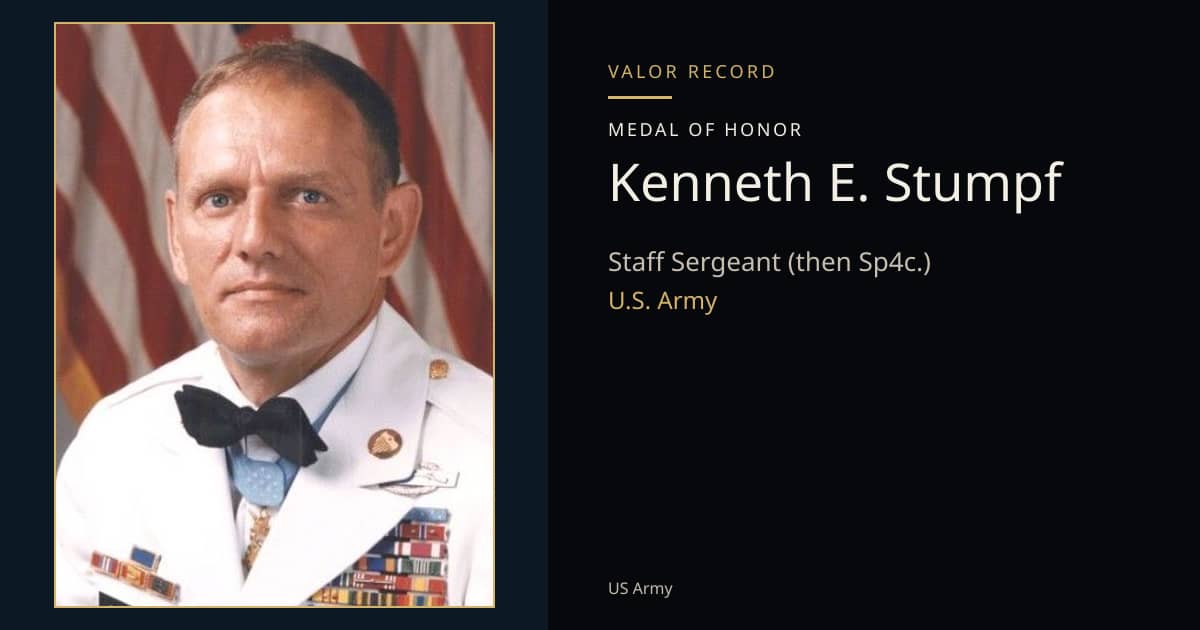 VALOR RECORD
MEDAL OF HONOR
Kenneth E. Stumpf
Staff Sergeant (then Sp4c.)
U.S. Army
US Army